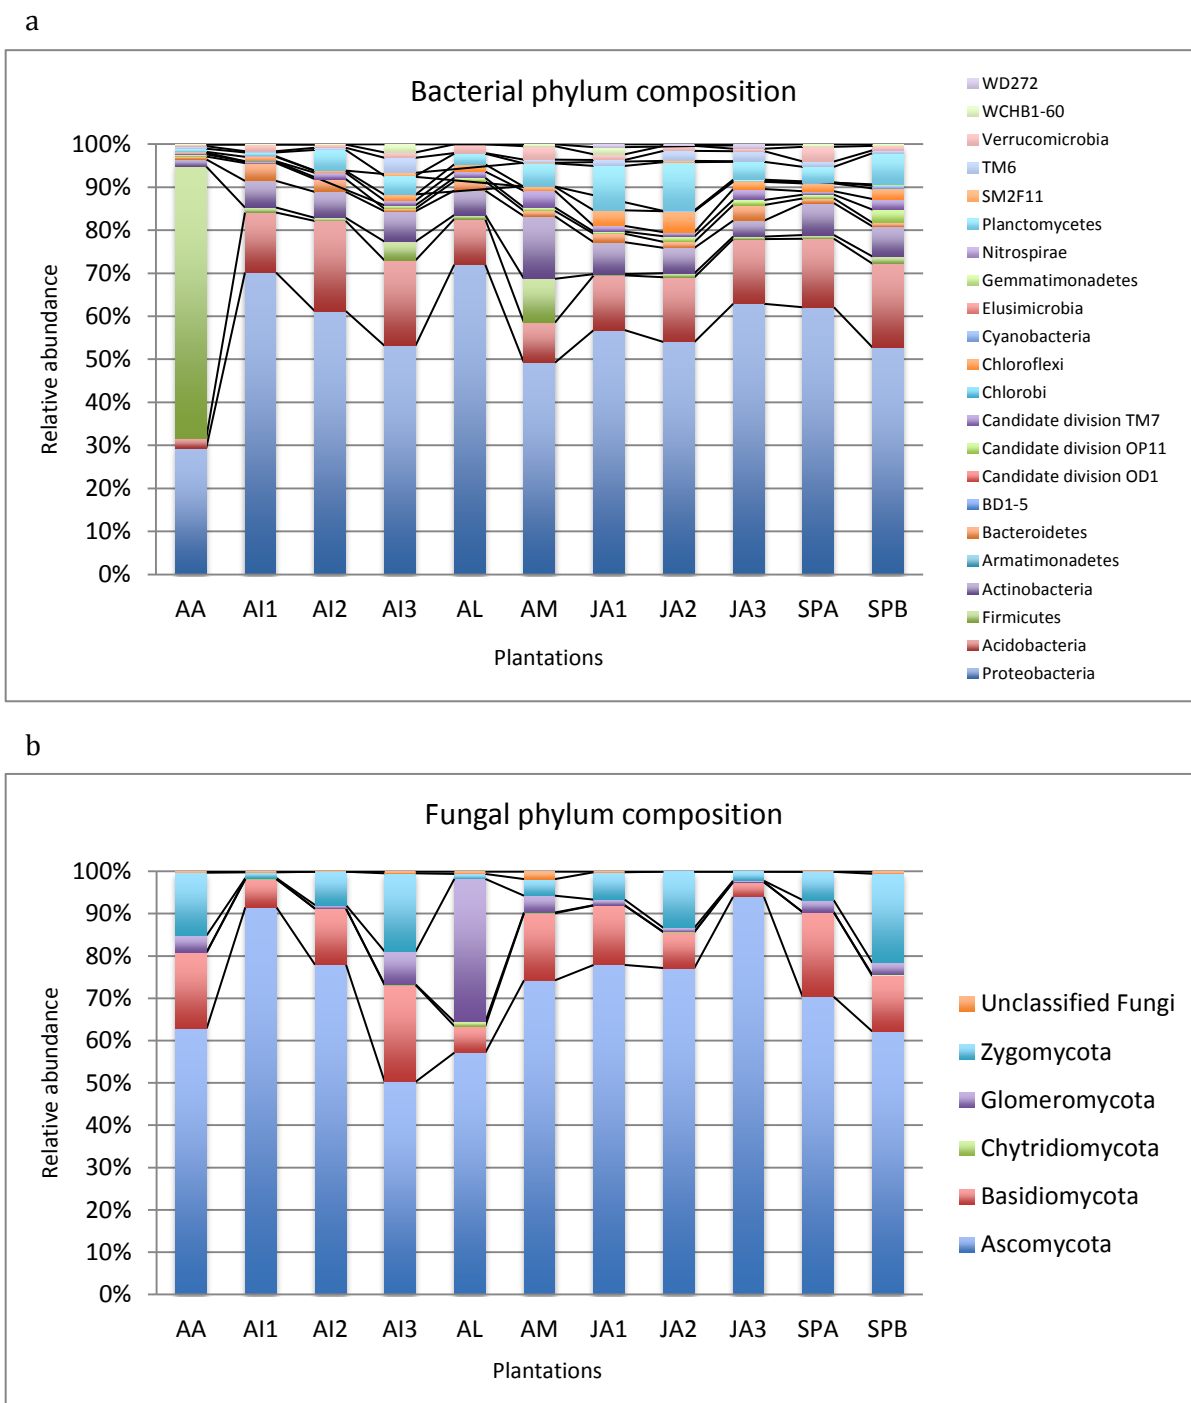 a
Bacterial phylum composition
100%
90%
80%
70%
60%
50%
40%
30%
20%
10%
0%
Relative abundance
AA AI1 AI2 AI3 AL AM JA1 JA2 JA3 SPA SPB
Plantations
WD272
WCHB1-60
Verrucomicrobia
TM6
SM2F11
Planctomycetes
Nitrospirae
Gemmatimonadetes
Elusimicrobia
Cyanobacteria
Chloroflexi
Chlorobi
Candidate division TM7
Candidate division OP11
Candidate division OD1
BD1-5
Bacteroidetes
Armatimonadetes
Actinobacteria
Firmicutes
Acidobacteria
Proteobacteria
b
Fungal phylum composition
100%
90%
80%
70%
60%
50%
40%
30%
20%
10%
0%
Relative abundance
AA AI1 AI2 AI3 AL AM JA1 JA2 JA3 SPA SPB
Plantations
Unclassified Fungi
Zygomycota
Glomeromycota
Chytridiomycota
Basidiomycota
Ascomycota